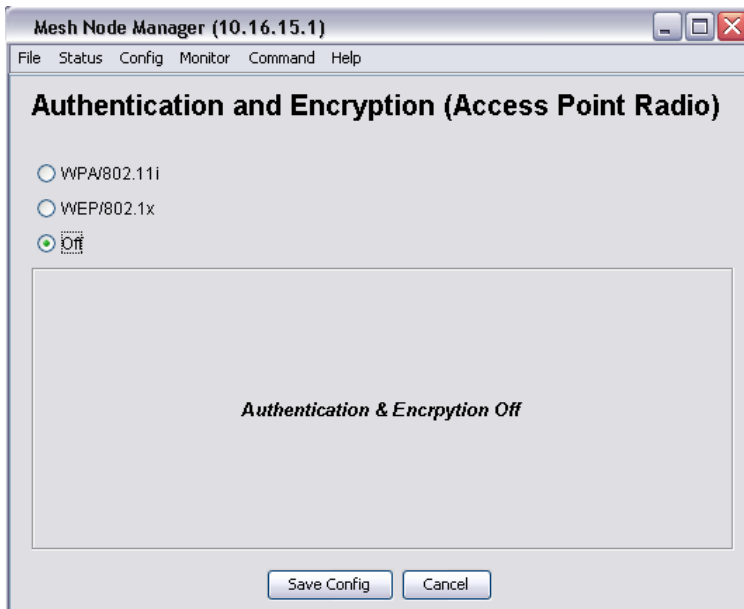 Mesh Node Manager (10.16.15.1)
File Status Config Monitor Command Help
Authentication and Encryption (Access Point Radio)
WPA/802.11i
WEP/802.1x
Off
Authentication & Encrpytion Off
Save Config Cancel